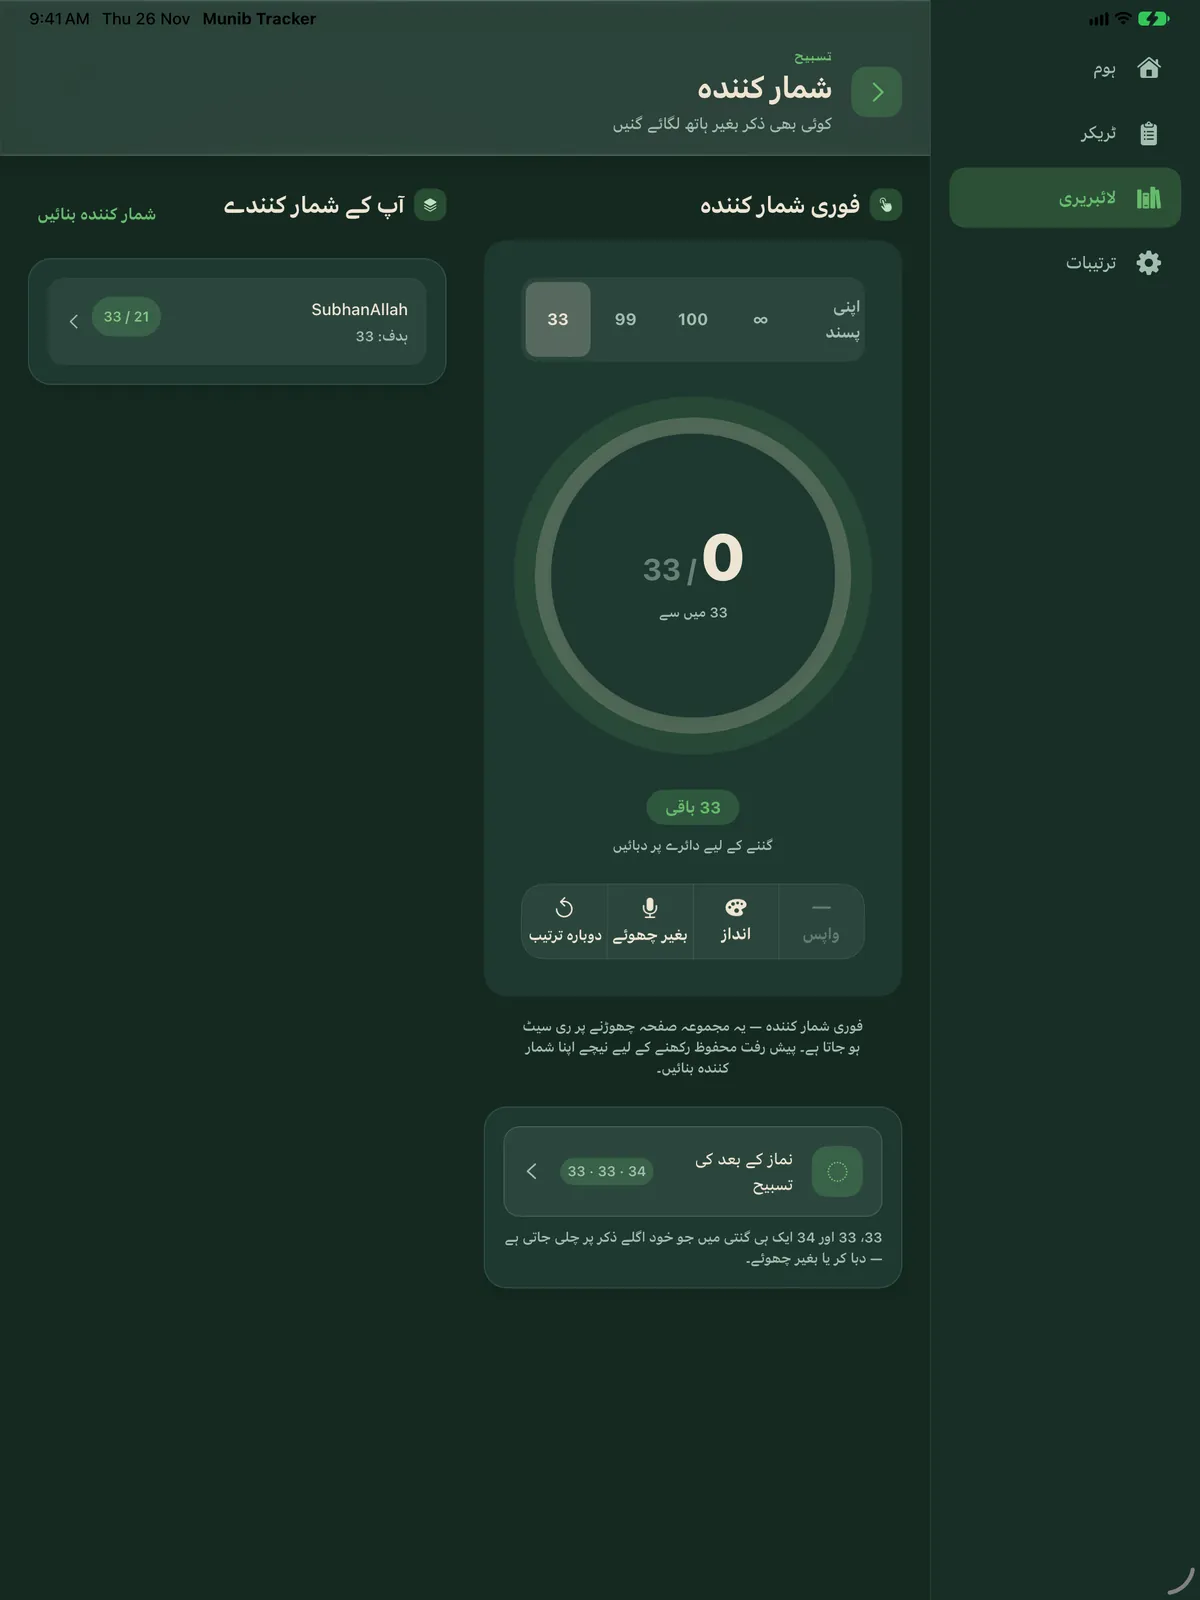 9:41 AM Thu 26 Nov Munib Tracker
ہوم
ٹریکر
لائبریری
ترتیبات
تسبیح
شمار کنندہ
کوئی بھی ذکر بغیر ہاتھ لگائے گنیں
فوری شمار کنندہ
اپنی
پسند
∞
100
99
33
0 / 33
33 میں سے
33 باقی
گننے کے لیے دائرے پر دبائیں
واپس
انداز
بغیر چھوئے
دوبارہ ترتیب
فوری شمار کنندہ — یہ مجموعہ صفحہ چھوڑنے پر ری سیٹ
ہو جاتا ہے۔ پیش رفت محفوظ رکھنے کے لیے نیچے اپنا شمار
کنندہ بنائیں۔
نماز کے بعد کی
تسبیح
33 · 33 · 34
33، 33 اور 34 ایک ہی گنتی میں جو خود اگلے ذکر پر چلی جاتی ہے
— دبا کر یا بغیر چھوئے۔
آپ کے شمار کنندے
شمار کنندہ بنائیں
SubhanAllah
ہدف: 33
33 / 21